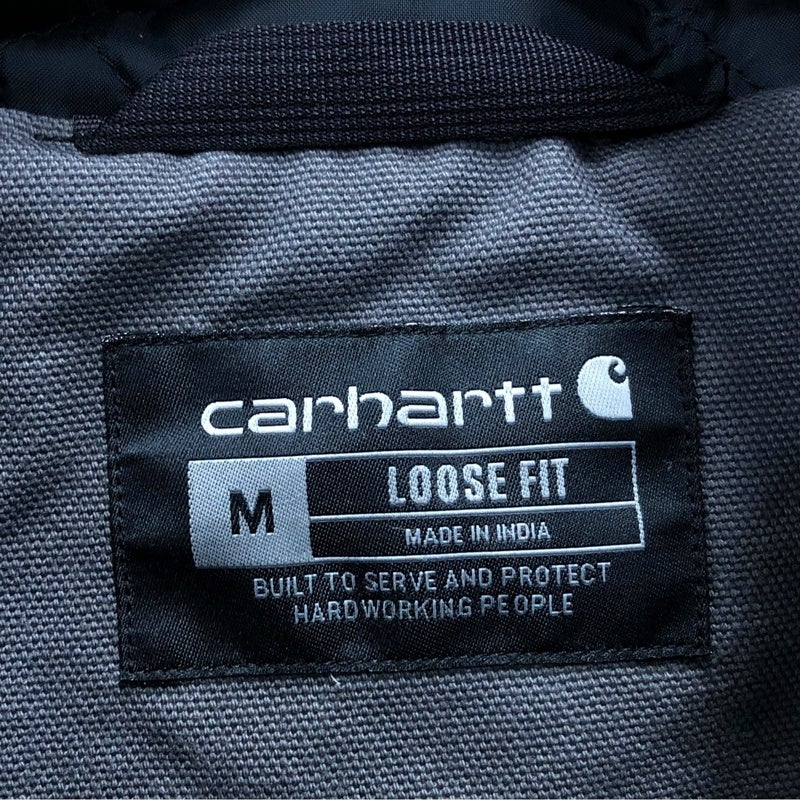 carhartt
M
LOOSE FIT
MADE IN INDIA
BUILT TO SERVE AND PROTECT
HARDWORKING PEOPLE